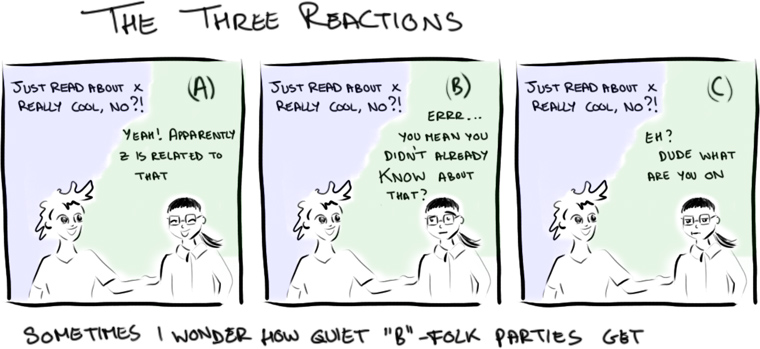 THE THREE REACTIONS
JUST READ ABOUT X
REALLY COOL, NO?!
(A)
YEAH! APPARENTLY
Z IS RELATED TO
THAT
JUST READ ABOUT X
REALLY COOL, NO?!
(B)
ERRR...
YOU MEAN YOU
DIDN'T ALREADY
KNOW ABOUT
THAT?
JUST READ ABOUT X
REALLY COOL, NO?!
(C)
EH?
DUDE WHAT
ARE YOU ON
SOMETIMES I WONDER HOW QUIET "B"-FOLK PARTIES GET